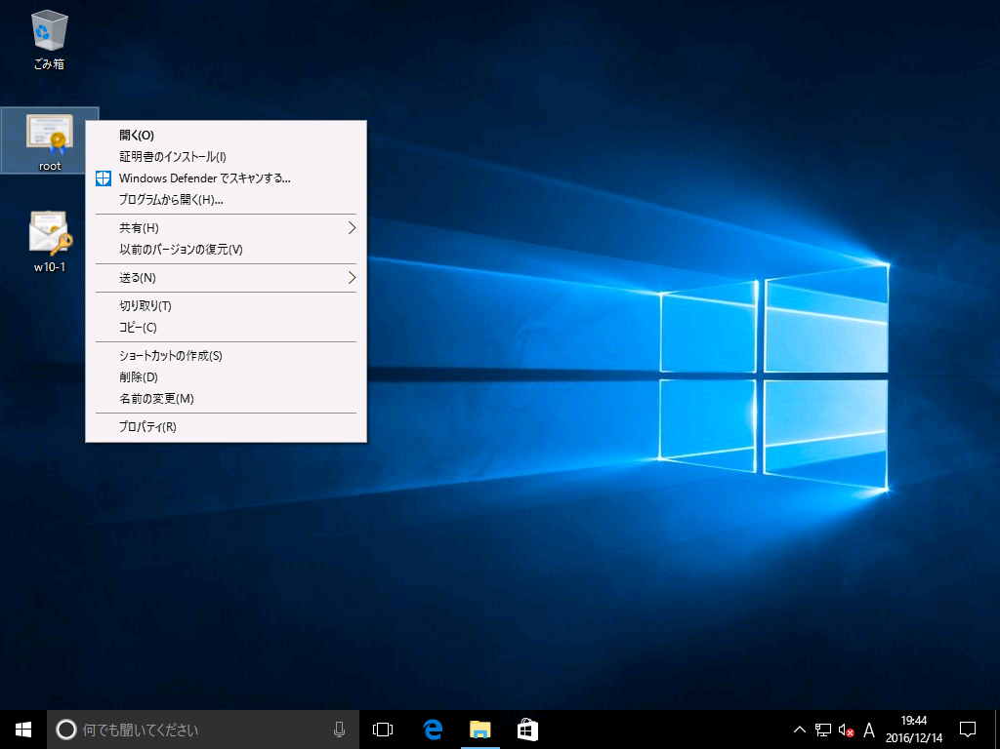 ごみ箱
root
w10-1
開く(O)
証明書のインストール(I)
Windows Defender でスキャンする...
プログラムから開く(H)...
共有(H)
以前のバージョンの復元(V)
送る(N)
切り取り(T)
コピー(C)
ショートカットの作成(S)
削除(D)
名前の変更(M)
プロパティ(R)
何でも聞いてください
A
19:44
2016/12/14